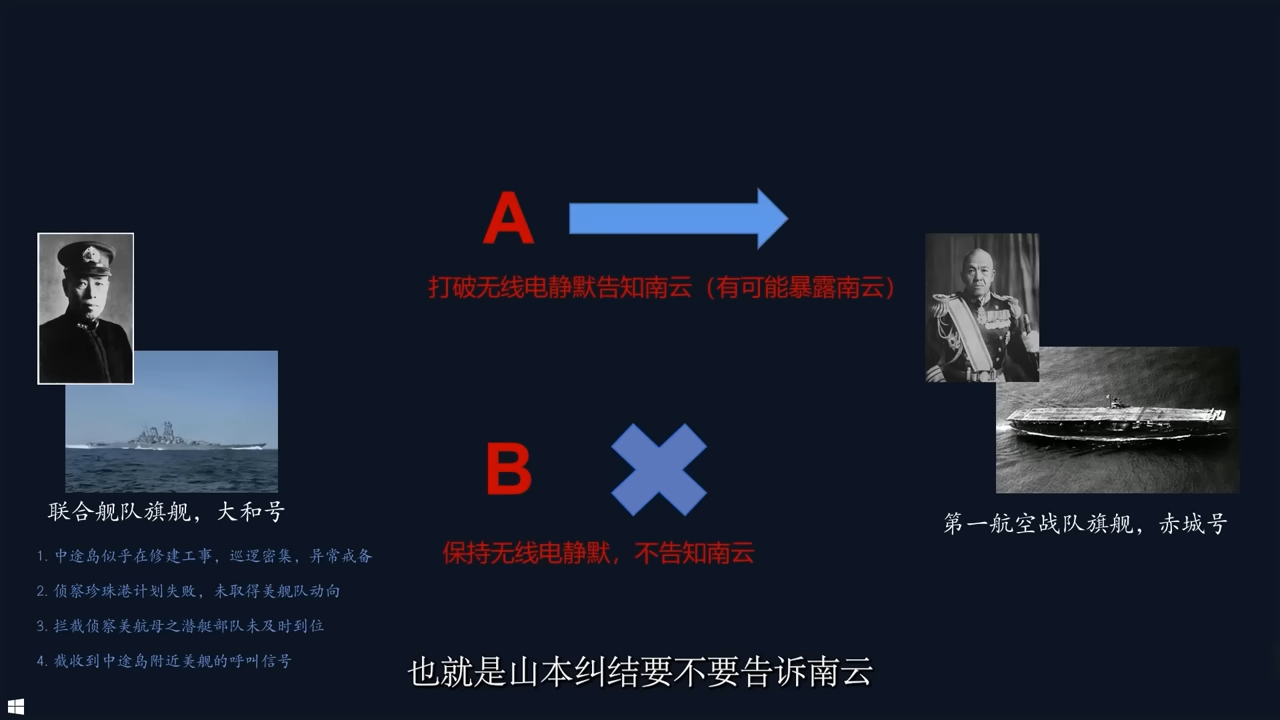 A
打破无线电静默告知南云（有可能暴露南云）
B
保持无线电静默，不告知南云
联合舰队旗舰，大和号
1. 中途岛似乎在修建工事，巡逻密集，异常戒备
2. 侦察珍珠港计划失败，未取得美舰队动向
3. 拦截侦察美航母之潜艇部队未及时到位
4. 截收到中途岛附近美舰的呼叫信号
第一航空战队旗舰，赤城号
也就是山本纠结要不要告诉南云